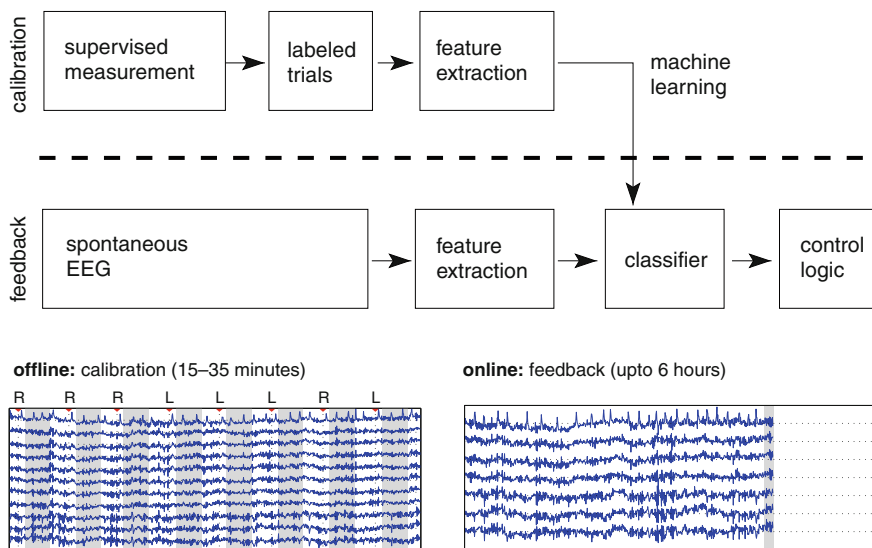 calibration
supervised
measurement
labeled
trials
feature
extraction
machine
learning
feedback
spontaneous
EEG
feature
extraction
classifier
control
logic
offline: calibration (15–35 minutes)
R R R L L L R L
online: feedback (upto 6 hours)